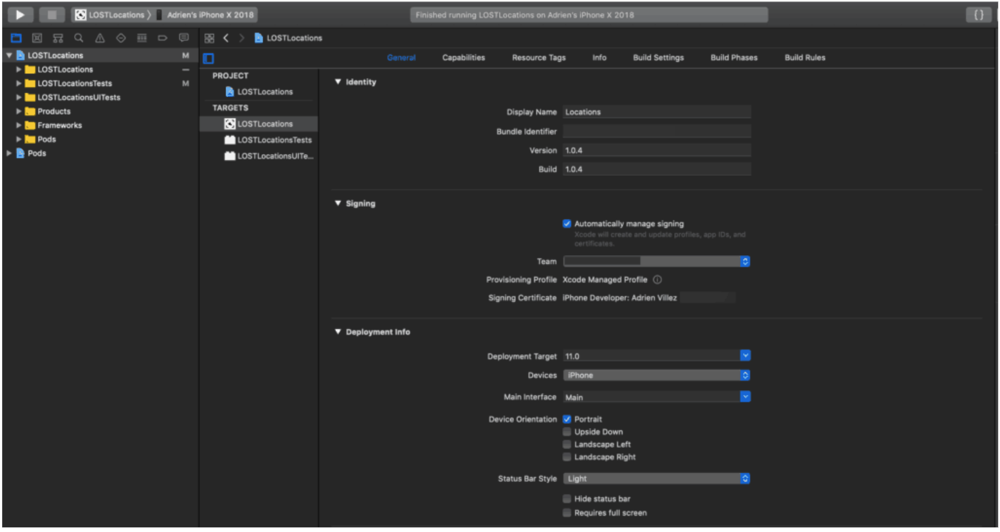 LOSTLocations
Adrien's iPhone X 2018
Finished running LOSTLocations on Adrien's iPhone X 2018
{ }
LOSTLocations
LOSTLocations M
LOSTLocations –
LOSTLocationsTests M
LOSTLocationsUITests
Products
Frameworks
Pods
Pods
General Capabilities Resource Tags Info Build Settings Build Phases Build Rules
PROJECT
LOSTLocations
TARGETS
LOSTLocations
LOSTLocationsTests
LOSTLocationsUITe...
Identity
Display Name Locations
Bundle Identifier
Version 1.0.4
Build 1.0.4
Signing
Automatically manage signing
Xcode will create and update profiles, app IDs, and
certificates.
Team
Provisioning Profile Xcode Managed Profile
Signing Certificate iPhone Developer: Adrien Villez
Deployment Info
Deployment Target 11.0
Devices iPhone
Main Interface Main
Device Orientation Portrait
Upside Down
Landscape Left
Landscape Right
Status Bar Style Light
Hide status bar
Requires full screen